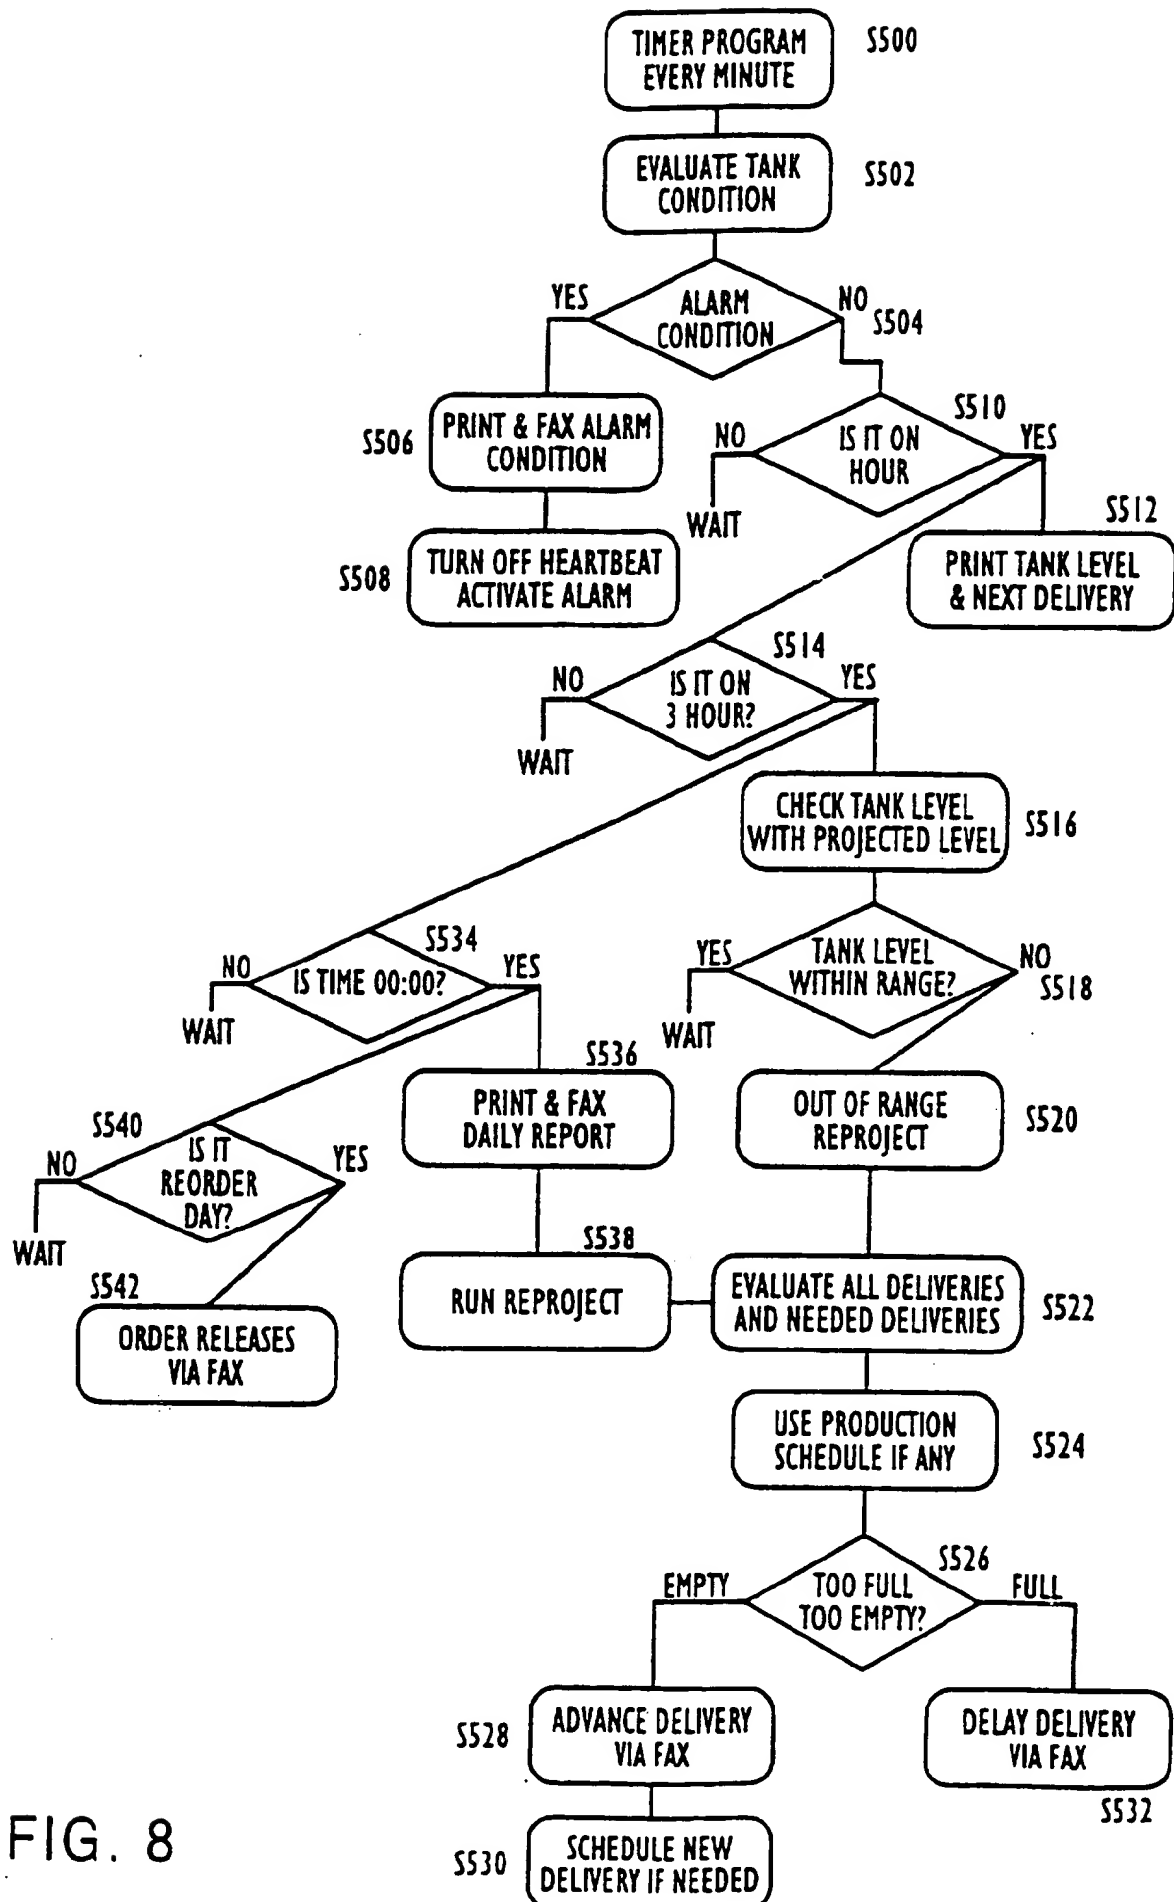 TIMER PROGRAM
EVERY MINUTE
S500
EVALUATE TANK
CONDITION
S502
YES
ALARM
CONDITION
NO
S504
S506
PRINT & FAX ALARM
CONDITION
NO
IS IT ON
HOUR
S510
YES
WAIT
S508
TURN OFF HEARTBEAT
ACTIVATE ALARM
S512
PRINT TANK LEVEL
& NEXT DELIVERY
NO
IS IT ON
3 HOUR?
S514
YES
WAIT
CHECK TANK LEVEL
WITH PROJECTED LEVEL
S516
NO
IS TIME 00:00?
S534
YES
WAIT
YES
TANK LEVEL
WITHIN RANGE?
NO
S518
WAIT
S536
PRINT & FAX
DAILY REPORT
OUT OF RANGE
REPROJECT
S520
S540
NO
IS IT
REORDER
DAY?
YES
WAIT
S542
ORDER RELEASES
VIA FAX
S538
RUN REPROJECT
EVALUATE ALL DELIVERIES
AND NEEDED DELIVERIES
S522
USE PRODUCTION
SCHEDULE IF ANY
S524
EMPTY
TOO FULL
TOO EMPTY?
S526
FULL
S528
ADVANCE DELIVERY
VIA FAX
DELAY DELIVERY
VIA FAX
S532
S530
SCHEDULE NEW
DELIVERY IF NEEDED
FIG. 8